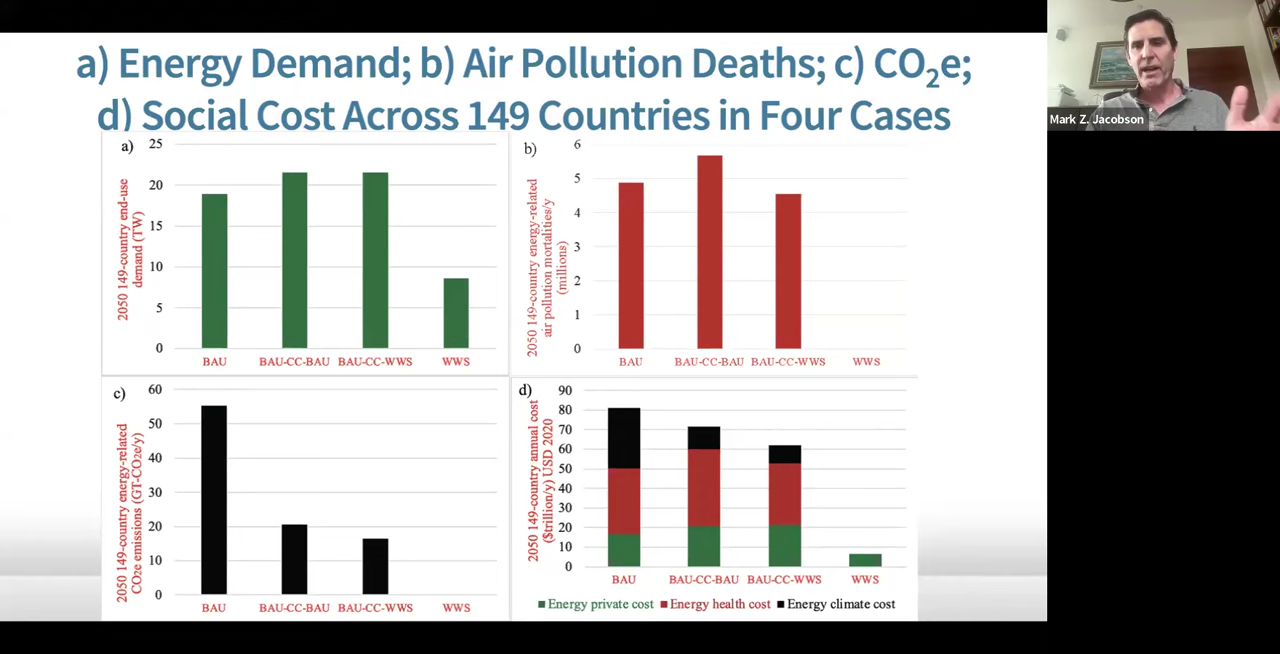 a) Energy Demand; b) Air Pollution Deaths; c) CO₂e;
d) Social Cost Across 149 Countries in Four Cases
Mark Z. Jacobson
a)
2050 149-country end-use
demand (TW)
25
20
15
10
5
0
BAU BAU-CC-BAU BAU-CC-WWS WWS
b)
2050 149-country energy-related
air pollution mortalities/y
(millions)
6
5
4
3
2
1
0
BAU BAU-CC-BAU BAU-CC-WWS WWS
c)
2050 149-country energy-related
CO2e emissions (GT-CO2e/y)
60
50
40
30
20
10
0
BAU BAU-CC-BAU BAU-CC-WWS WWS
d)
2050 149-country annual cost
($trillion/y) USD 2020
90
80
70
60
50
40
30
20
10
0
BAU BAU-CC-BAU BAU-CC-WWS WWS
Energy private cost Energy health cost Energy climate cost